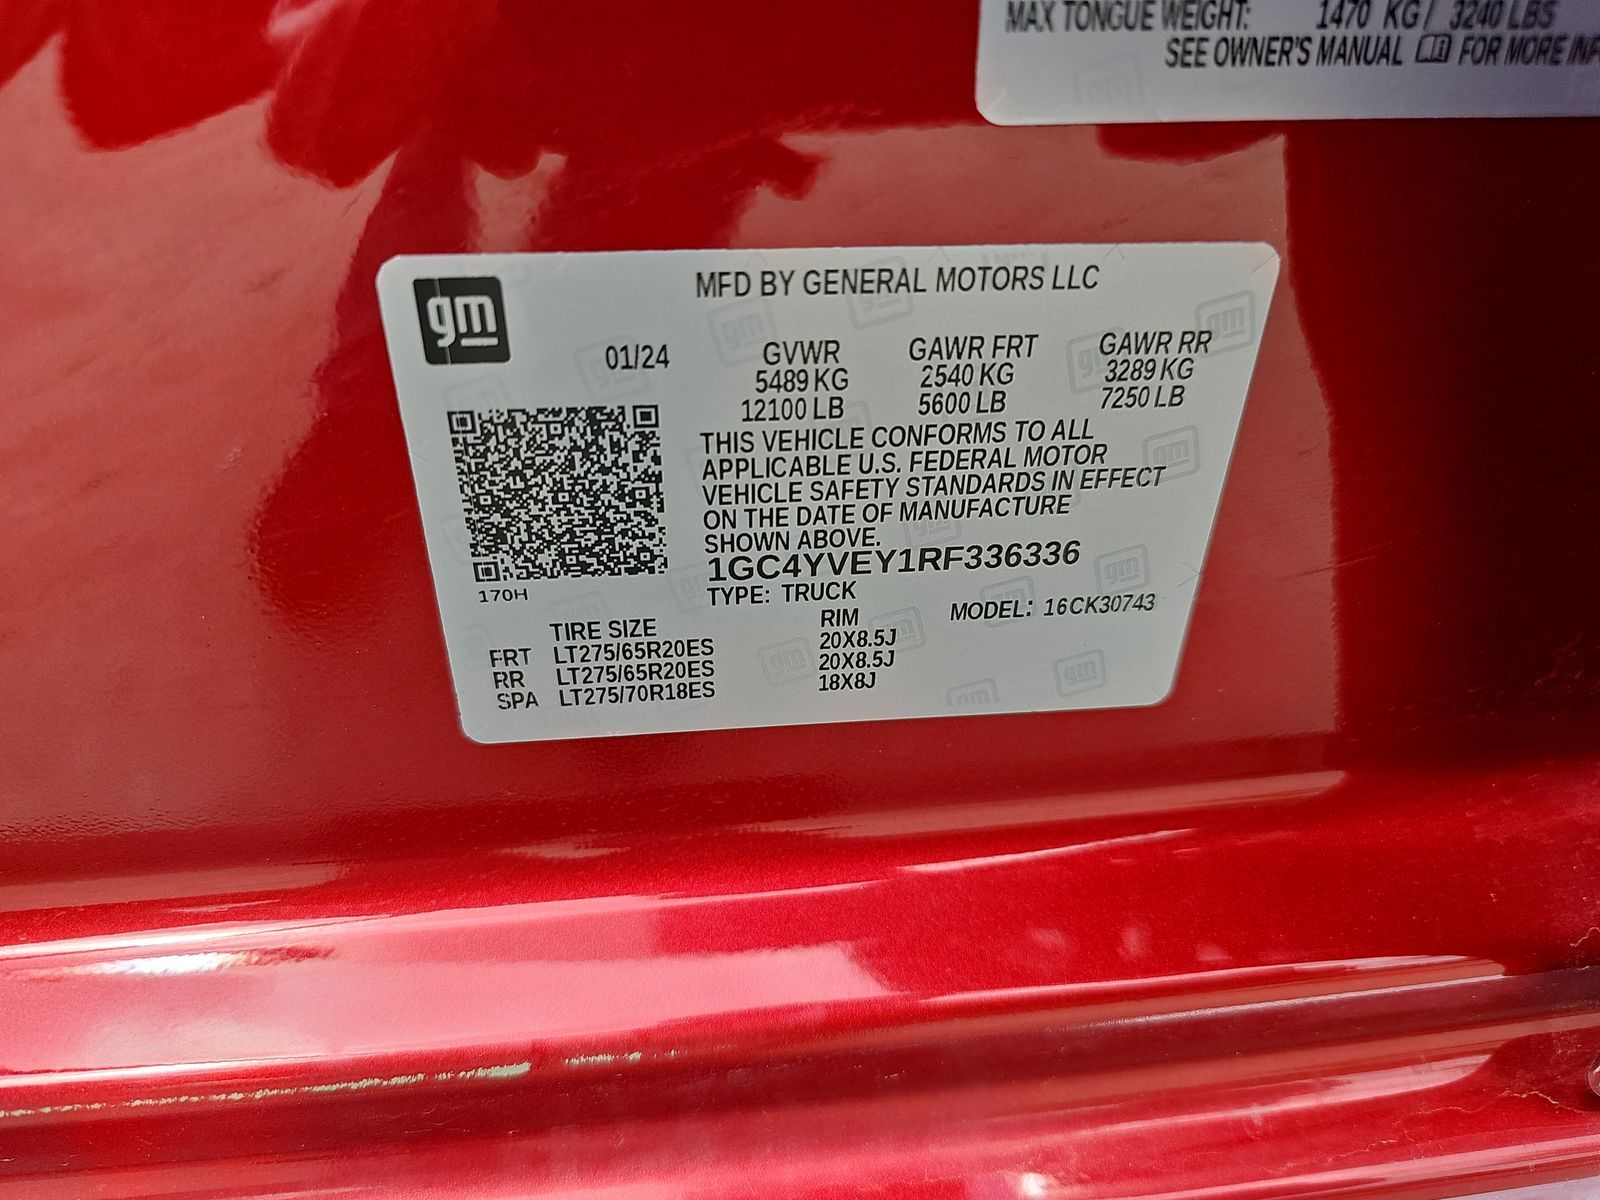 MAX TONGUE WEIGHT: 1470 KG / 3240 LBS
SEE OWNER'S MANUAL FOR MORE
gm
MFD BY GENERAL MOTORS LLC
01/24 GVWR GAWR FRT GAWR RR
5489 KG 2540 KG 3289 KG
12100 LB 5600 LB 7250 LB
THIS VEHICLE CONFORMS TO ALL
APPLICABLE U.S. FEDERAL MOTOR
VEHICLE SAFETY STANDARDS IN EFFECT
ON THE DATE OF MANUFACTURE
SHOWN ABOVE.
1GC4YVEY1RF336336
170H
TYPE: TRUCK
MODEL: 16CK30743
TIRE SIZE RIM
FRT LT275/65R20ES 20X8.5J
RR LT275/65R20ES 20X8.5J
SPA LT275/70R18ES 18X8J